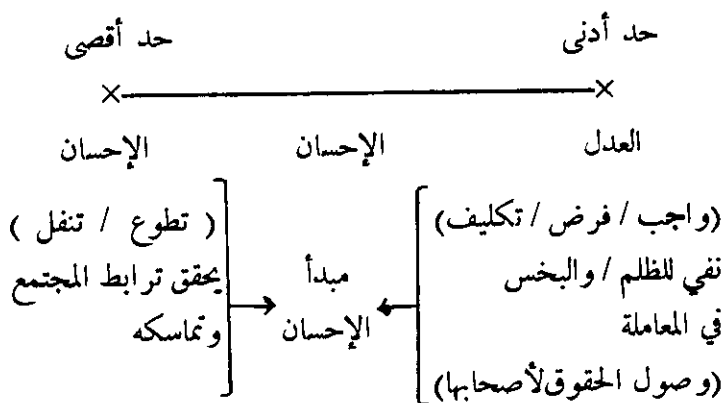 حد أدنى
حد أقصى
العدل
الإحسان
الإحسان
(واجب / فرض / تكليف)
نفي للظلم / والبخس
في المعاملة
(وصول الحقوق لأصحابها)
مبدأ
الإحسان
( تطوع / تنفل )
يحقق ترابط المجتمع
وتماسكه